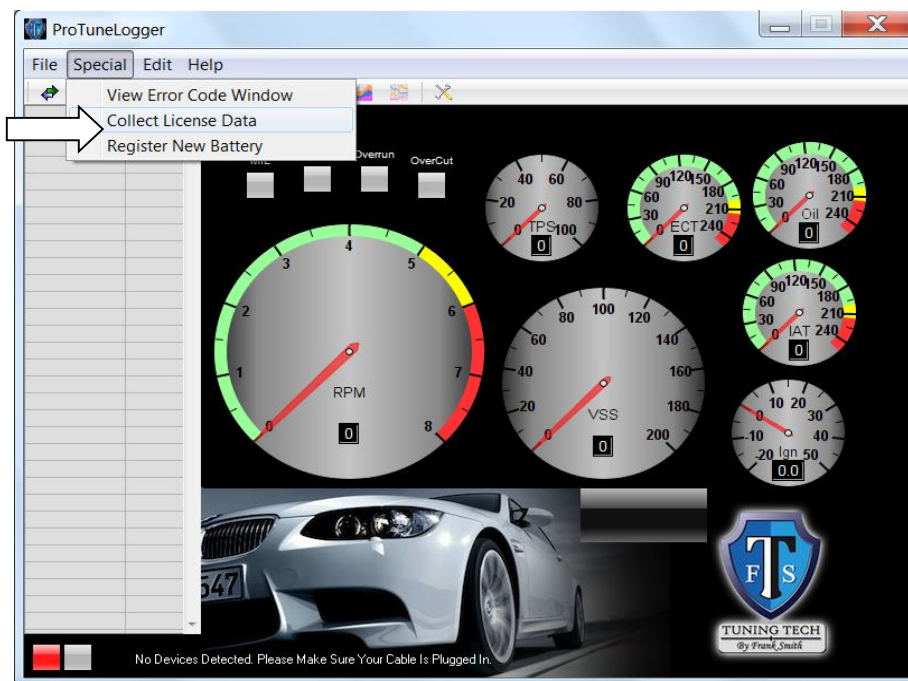 ProTuneLogger
File Special Edit Help
View Error Code Window
Collect License Data
Register New Battery
MIL Overrun OverCut
0 20 40 60 80 100
TPS
0
0 30 60 90 120 150 180 210 240
ECT
0
0 30 60 90 120 150 180 210 240
Oil
0
0 1 2 3 4 5 6 7 8
RPM
0
0 20 40 60 80 100 120 140 160 180 200
VSS
0
0 30 60 90 120 150 180 210 240
IAT
0
-20 -10 0 10 20 30 40 50
Ign
0.0
547
F T S
TUNING TECH
By Frank Smith
No Devices Detected. Please Make Sure Your Cable Is Plugged In.